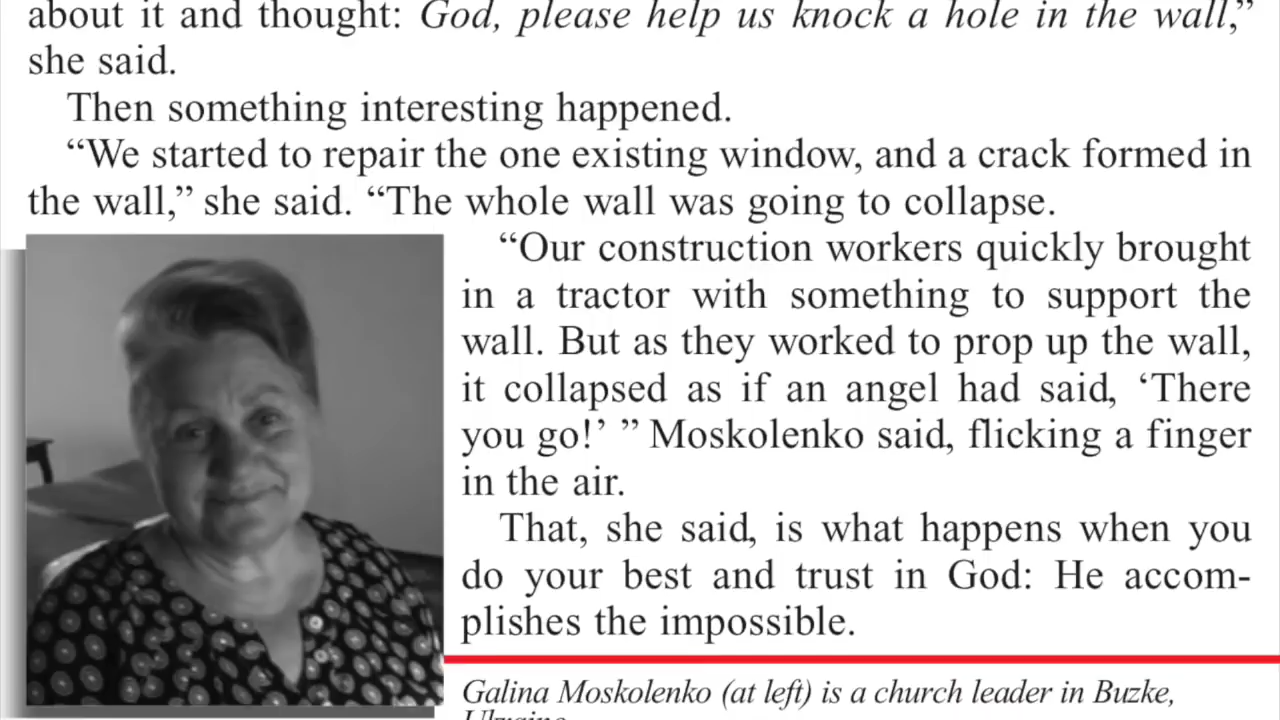 about it and thought: God, please help us knock a hole in the wall,”
she said.
Then something interesting happened.
“We started to repair the one existing window, and a crack formed in
the wall,” she said. “The whole wall was going to collapse.
“Our construction workers quickly brought
in a tractor with something to support the
wall. But as they worked to prop up the wall,
it collapsed as if an angel had said, ‘There
you go!’ ” Moskolenko said, flicking a finger
in the air.
That, she said, is what happens when you
do your best and trust in God: He accom-
plishes the impossible.
Galina Moskolenko (at left) is a church leader in Buzke,
Ukraine